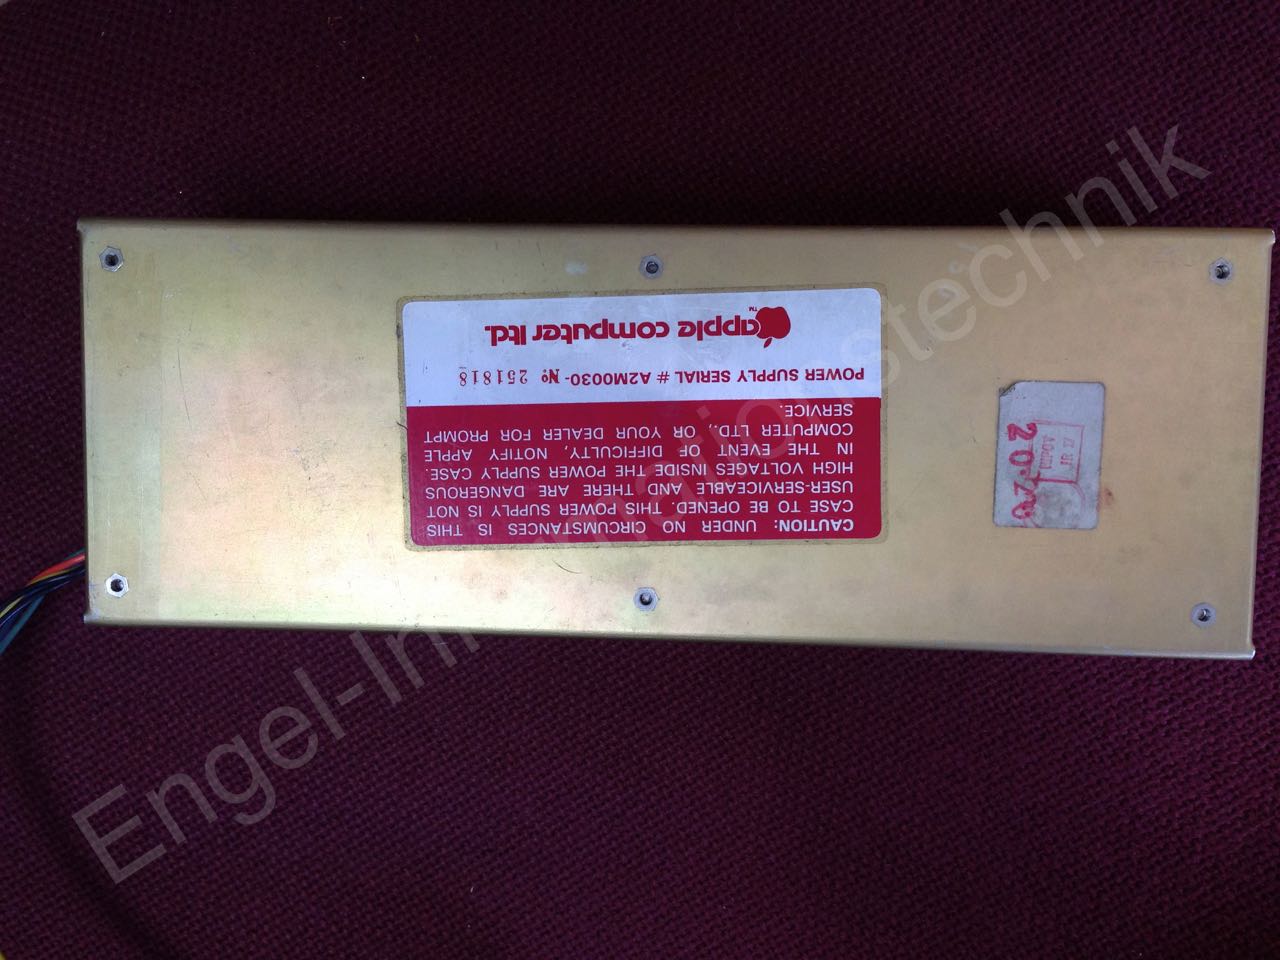 apple computer ltd.
TM
POWER SUPPLY SERIAL # A2M0030- No 251818
CAUTION: UNDER NO CIRCUMSTANCES IS THIS
CASE TO BE OPENED. THIS POWER SUPPLY IS NOT
USER-SERVICEABLE AND THERE ARE DANGEROUS
HIGH VOLTAGES INSIDE THE POWER SUPPLY CASE.
IN THE EVENT OF DIFFICULTY, NOTIFY APPLE
COMPUTER LTD., OR YOUR DEALER FOR PROMPT
SERVICE.
Engel-Informationstechnik